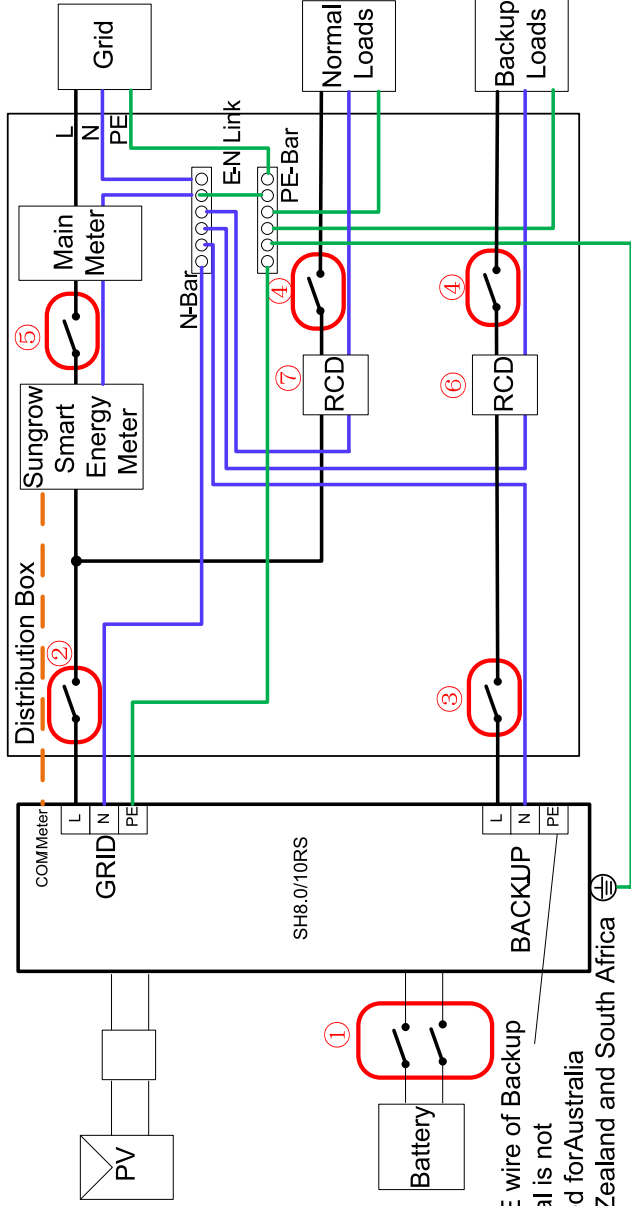 Grid
Normal
Loads
Backup
Loads
L
N
PE
E-N Link
PE-Bar
N-Bar
Main
Meter
⑤
④
④
Sungrow
Smart
Energy
Meter
⑦
RCD
⑥
RCD
Distribution Box
②
③
COMMeter
L
N
PE
GRID
SH8.0/10RS
L
N
PE
BACKUP
①
PV
Battery
wire of Backup
is not
forAustralia
Zealand and South Africa